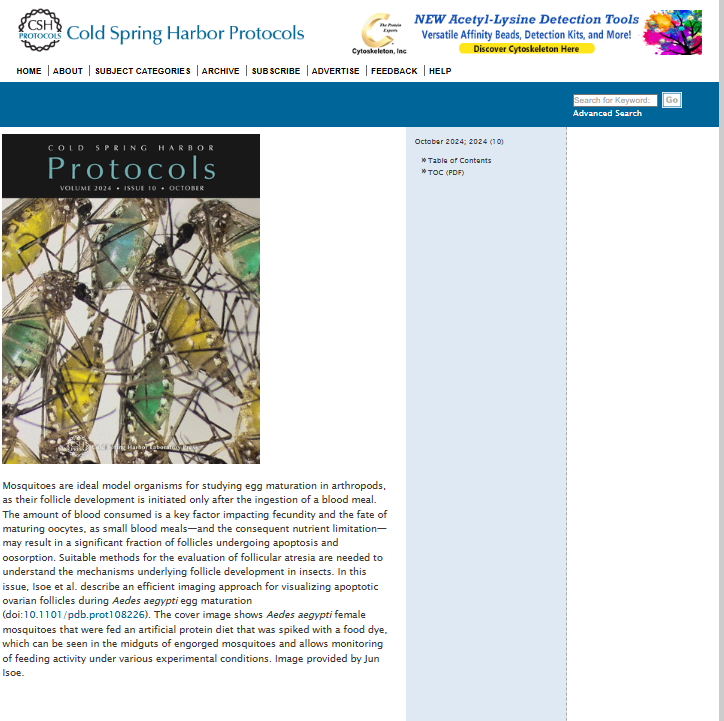 CSH
PROTOCOLS
Cold Spring Harbor Protocols
The Protein
Experts
Cytoskeleton, Inc
NEW Acetyl-Lysine Detection Tools
Versatile Affinity Beads, Detection Kits, and More!
Discover Cytoskeleton Here
HOME | ABOUT | SUBJECT CATEGORIES | ARCHIVE | SUBSCRIBE | ADVERTISE | FEEDBACK | HELP
Search for Keyword:
Go
Advanced Search
COLD SPRING HARBOR
Protocols
VOLUME 2024 • ISSUE 10 • OCTOBER
Cold Spring Harbor Laboratory Press
Mosquitoes are ideal model organisms for studying egg maturation in arthropods,
as their follicle development is initiated only after the ingestion of a blood meal.
The amount of blood consumed is a key factor impacting fecundity and the fate of
maturing oocytes, as small blood meals—and the consequent nutrient limitation—
may result in a significant fraction of follicles undergoing apoptosis and
oosorption. Suitable methods for the evaluation of follicular atresia are needed to
understand the mechanisms underlying follicle development in insects. In this
issue, Isoe et al. describe an efficient imaging approach for visualizing apoptotic
ovarian follicles during Aedes aegypti egg maturation
(doi:10.1101/pdb.prot108226). The cover image shows Aedes aegypti female
mosquitoes that were fed an artificial protein diet that was spiked with a food dye,
which can be seen in the midguts of engorged mosquitoes and allows monitoring
of feeding activity under various experimental conditions. Image provided by Jun
Isoe.
October 2024; 2024 (10)
» Table of Contents
» TOC (PDF)